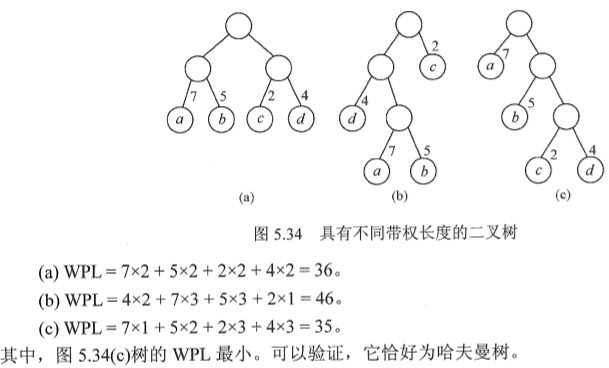 7 5 2 4
a b c d
(a)
2
c
4
d
7 5
a b
(b)
7
a
5
b
2 4
c d
(c)
图 5.34 具有不同带权长度的二叉树
(a) WPL = 7×2 + 5×2 + 2×2 + 4×2 = 36。
(b) WPL = 4×2 + 7×3 + 5×3 + 2×1 = 46。
(c) WPL = 7×1 + 5×2 + 2×3 + 4×3 = 35。
其中，图 5.34(c)树的 WPL 最小。可以验证，它恰好为哈夫曼树。